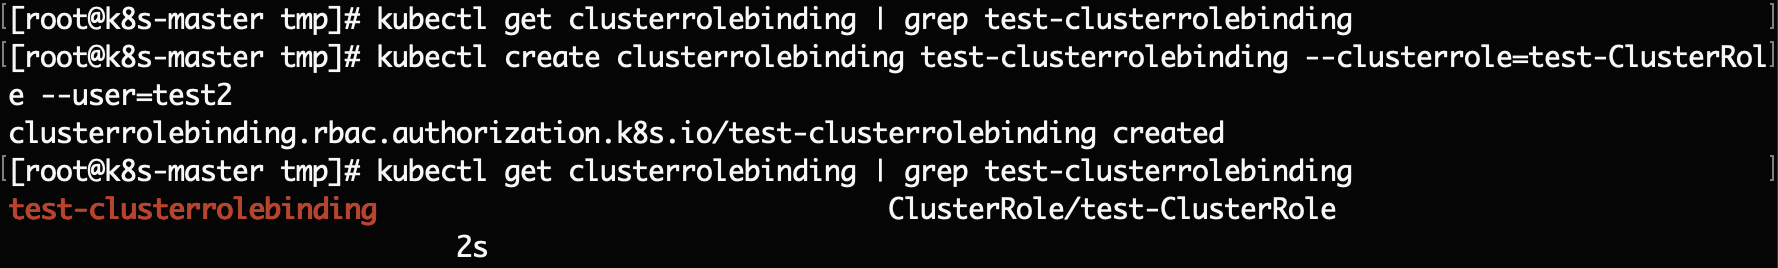 [root@k8s-master tmp]# kubectl get clusterrolebinding | grep test-clusterrolebinding
[root@k8s-master tmp]# kubectl create clusterrolebinding test-clusterrolebinding --clusterrole=test-ClusterRol
e --user=test2
clusterrolebinding.rbac.authorization.k8s.io/test-clusterrolebinding created
[root@k8s-master tmp]# kubectl get clusterrolebinding | grep test-clusterrolebinding
test-clusterrolebinding                                ClusterRole/test-ClusterRole
                            2s